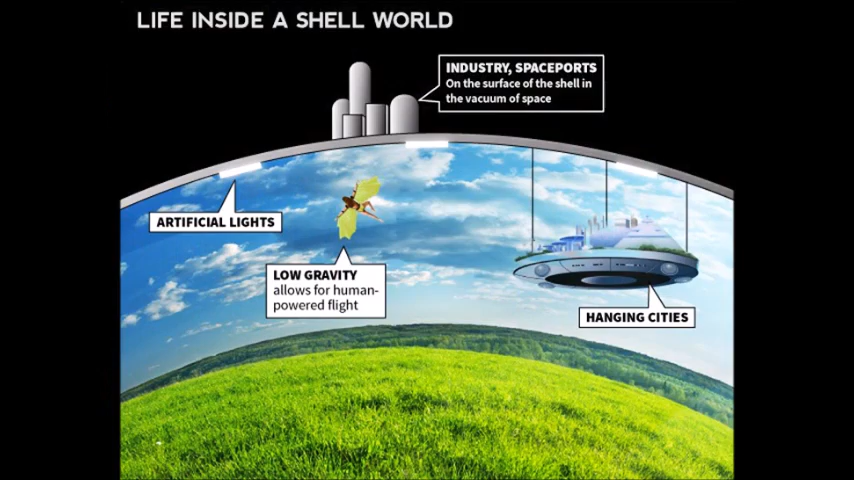 LIFE INSIDE A SHELL WORLD
INDUSTRY, SPACEPORTS
On the surface of the shell in
the vacuum of space
ARTIFICIAL LIGHTS
LOW GRAVITY
allows for human-
powered flight
HANGING CITIES